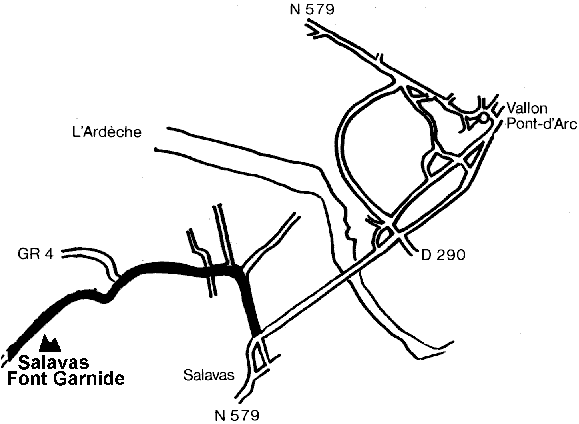 N 579
Vallon
Pont-d'Arc
L'Ardèche
GR 4
D 290
Salavas
Font Garnide
Salavas
N 579